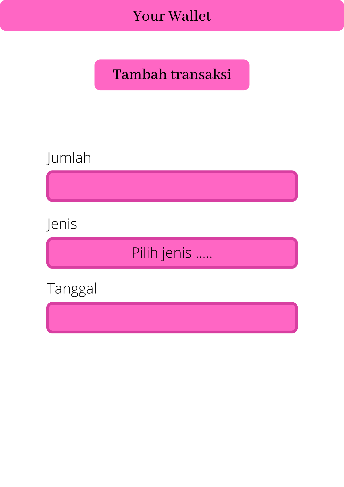 Your Wallet
Tambah transaksi
Jumlah
Jenis
Pilih jenis .....
Tanggal